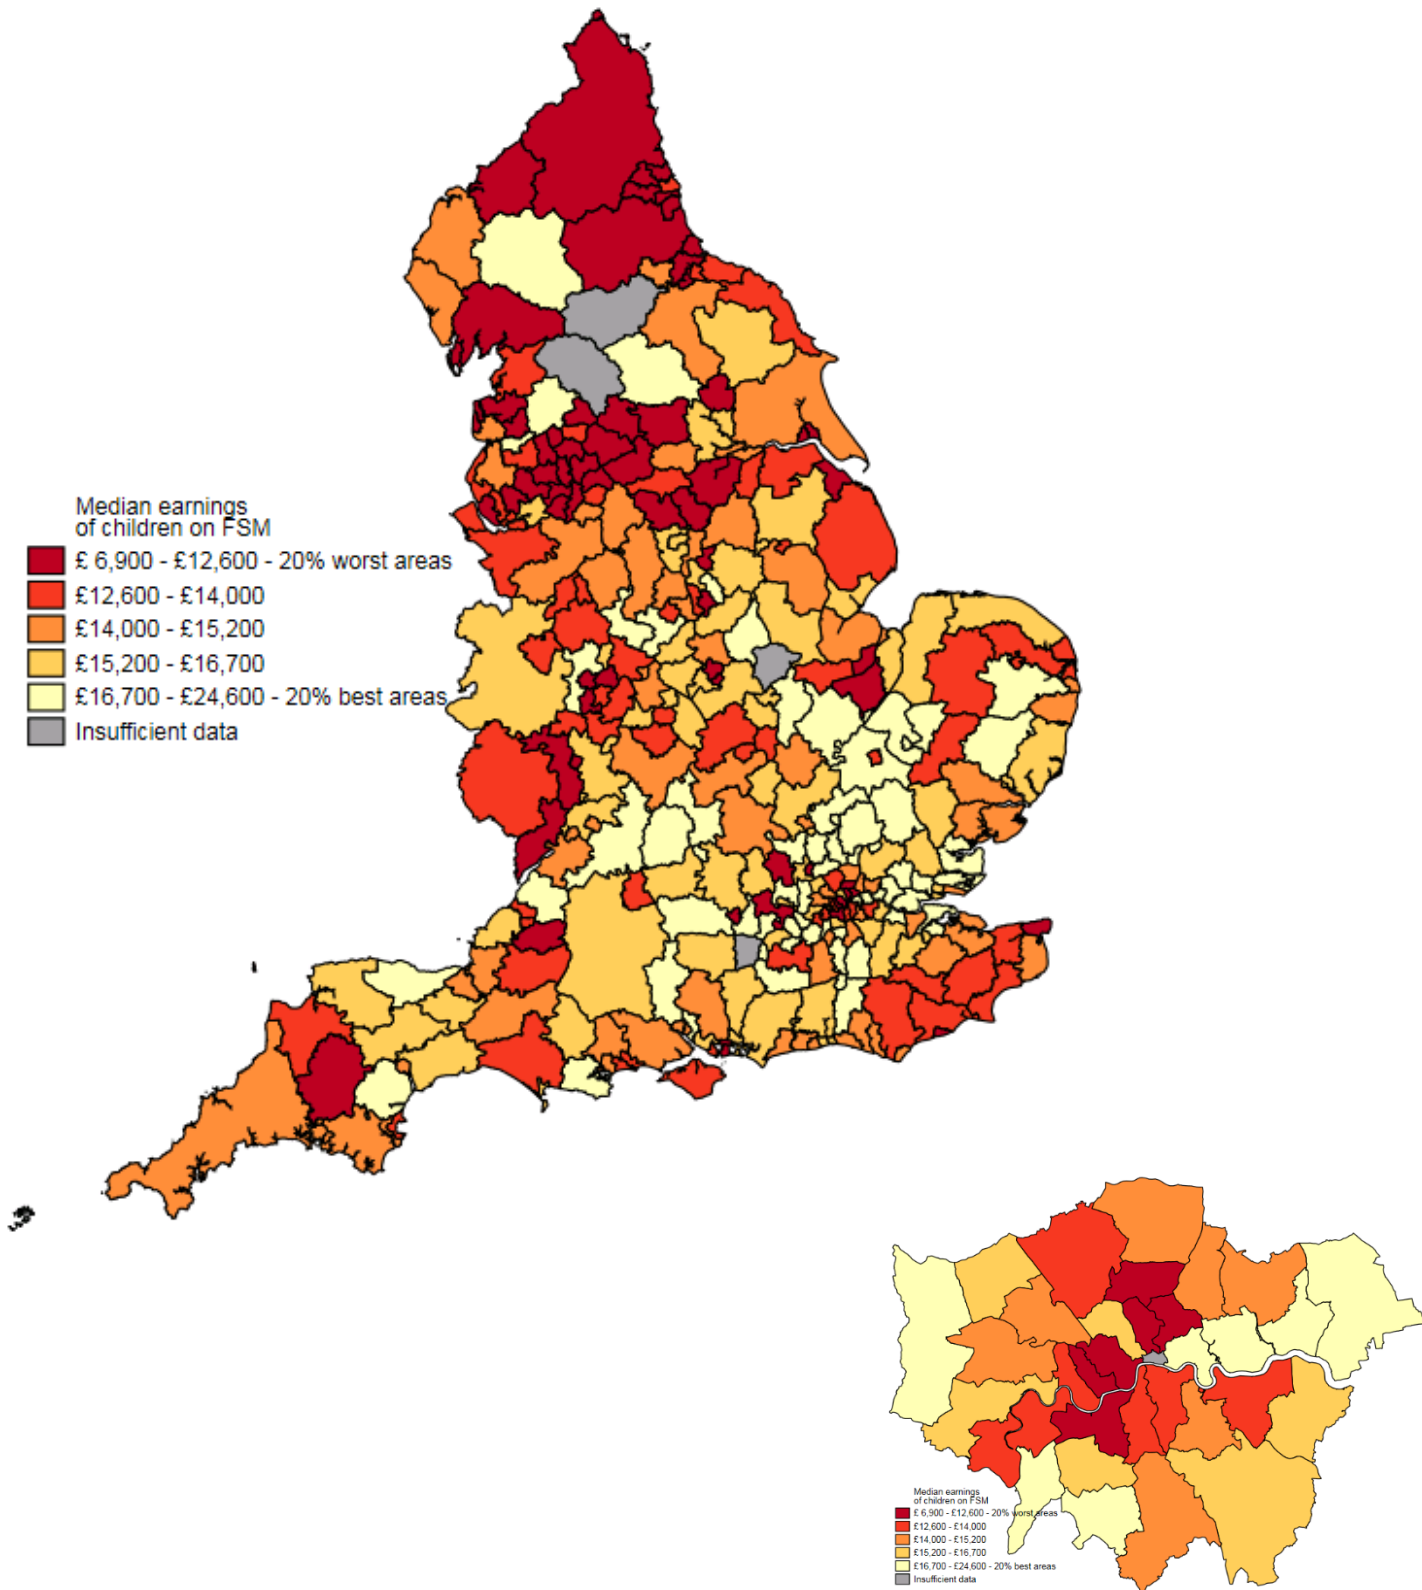 Median earnings
of children on FSM
£ 6,900 - £12,600 - 20% worst areas
£12,600 - £14,000
£14,000 - £15,200
£15,200 - £16,700
£16,700 - £24,600 - 20% best areas
Insufficient data
Median earnings
of children on FSM
£ 6,900 - £12,600 - 20% worst areas
£12,600 - £14,000
£14,000 - £15,200
£15,200 - £16,700
£16,700 - £24,600 - 20% best areas
Insufficient data